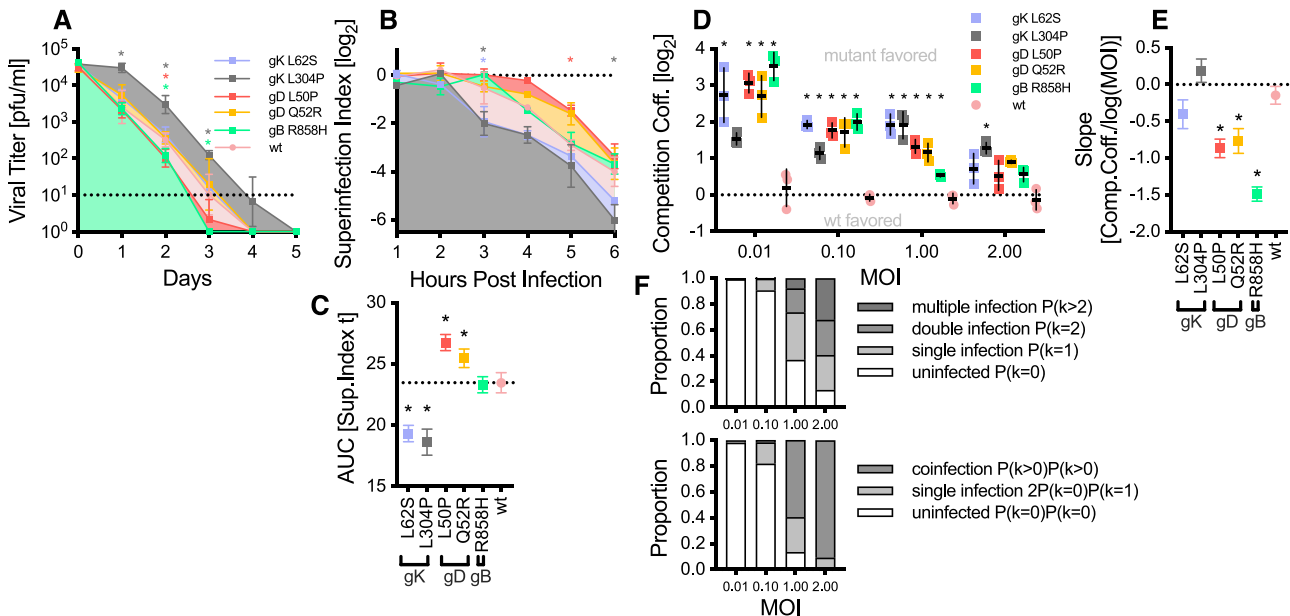 A
Viral Titer [pfu/ml]
10⁵
10⁴
10³
10²
10¹
10⁰
0 1 2 3 4 5
Days
* * * * * *
gK L62S
gK L304P
gD L50P
gD Q52R
gB R858H
wt
B
Superinfection Index [log₂]
0
-2
-4
-6
1 2 3 4 5 6
Hours Post Infection
* * * *
C
AUC [Sup.Index t]
30
25
20
15
* * * *
L62S
L304P
L50P
Q52R
R858H
wt
gK gD gB
D
Competition Coff. [log₂]
4
3
2
1
0
-1
* * * * *
* * * * *
* * * * *
*
mutant favored
wt favored
0.01 0.10 1.00 2.00
MOI
gK L62S
gK L304P
gD L50P
gD Q52R
gB R858H
wt
E
Slope
[Comp.Coff./log(MOI)]
0.5
0.0
-0.5
-1.0
-1.5
-2.0
* * *
L62S
L304P
L50P
Q52R
R858H
wt
gK gD gB
F
Proportion
1.0
0.8
0.6
0.4
0.2
0.0
0.01 0.10 1.00 2.00
multiple infection P(k>2)
double infection P(k=2)
single infection P(k=1)
uninfected P(k=0)
Proportion
1.0
0.8
0.6
0.4
0.2
0.0
0.01 0.10 1.00 2.00
MOI
coinfection P(k>0)P(k>0)
single infection 2P(k=0)P(k=1)
uninfected P(k=0)P(k=0)